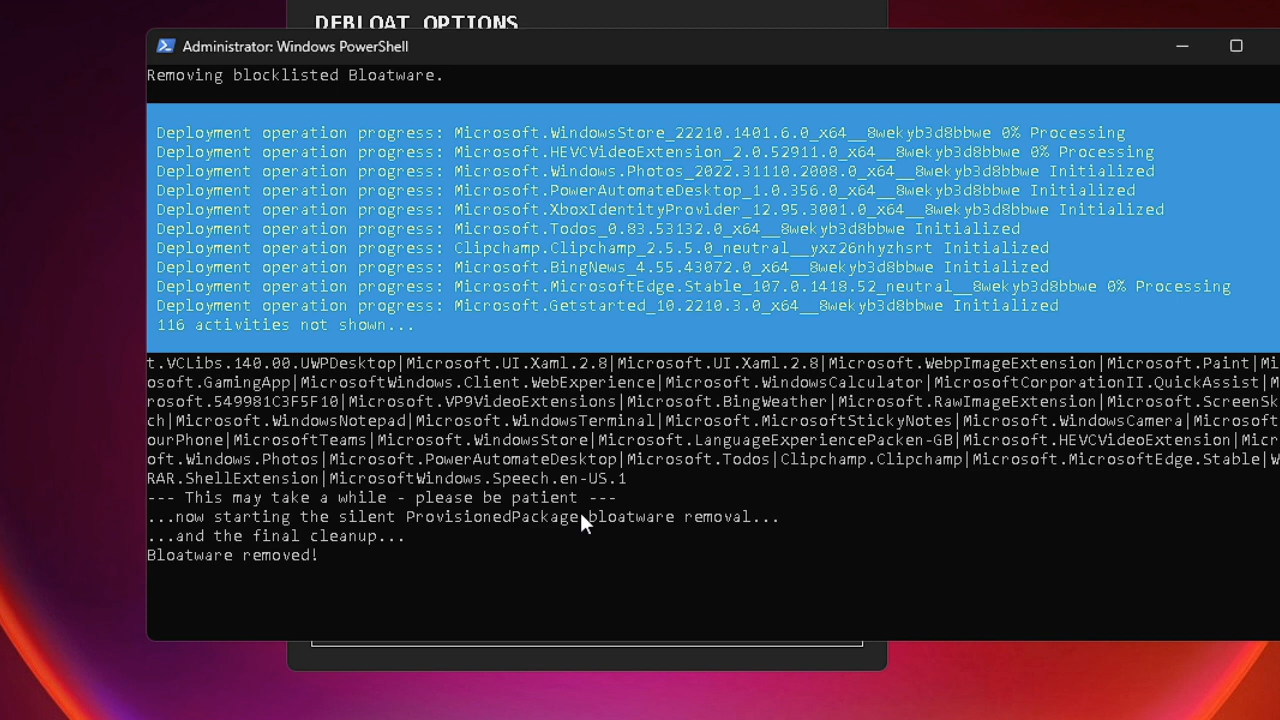 DEBLOAT OPTIONS
Administrator: Windows PowerShell
Removing blocklisted Bloatware.
Deployment operation progress: Microsoft.WindowsStore_22210.1401.6.0_x64__8wekyb3d8bbwe 0% Processing
Deployment operation progress: Microsoft.HEVCVideoExtension_2.0.52911.0_x64__8wekyb3d8bbwe 0% Processing
Deployment operation progress: Microsoft.Windows.Photos_2022.31110.2008.0_x64__8wekyb3d8bbwe Initialized
Deployment operation progress: Microsoft.PowerAutomateDesktop_1.0.356.0_x64__8wekyb3d8bbwe Initialized
Deployment operation progress: Microsoft.XboxIdentityProvider_12.95.3001.0_x64__8wekyb3d8bbwe Initialized
Deployment operation progress: Microsoft.Todos_0.83.53132.0_x64__8wekyb3d8bbwe Initialized
Deployment operation progress: Clipchamp.Clipchamp_2.5.5.0_neutral__yxz26nhyzhsrt Initialized
Deployment operation progress: Microsoft.BingNews_4.55.43072.0_x64__8wekyb3d8bbwe Initialized
Deployment operation progress: Microsoft.MicrosoftEdge.Stable_107.0.1418.52_neutral__8wekyb3d8bbwe 0% Processing
Deployment operation progress: Microsoft.Getstarted_10.2210.3.0_x64__8wekyb3d8bbwe Initialized
116 activities not shown...
t.VCLibs.140.00.UWPDesktop|Microsoft.UI.Xaml.2.8|Microsoft.UI.Xaml.2.8|Microsoft.WebpImageExtension|Microsoft.Paint|Mi
osoft.GamingApp|MicrosoftWindows.Client.WebExperience|Microsoft.WindowsCalculator|MicrosoftCorporationII.QuickAssist|M
rosoft.549981C3F5F10|Microsoft.VP9VideoExtensions|Microsoft.BingWeather|Microsoft.RawImageExtension|Microsoft.ScreenSk
ch|Microsoft.WindowsNotepad|Microsoft.WindowsTerminal|Microsoft.MicrosoftStickyNotes|Microsoft.WindowsCamera|Microsoft
ourPhone|MicrosoftTeams|Microsoft.WindowsStore|Microsoft.LanguageExperiencePacken-GB|Microsoft.HEVCVideoExtension|Micr
oft.Windows.Photos|Microsoft.PowerAutomateDesktop|Microsoft.Todos|Clipchamp.Clipchamp|Microsoft.MicrosoftEdge.Stable|W
RAR.ShellExtension|MicrosoftWindows.Speech.en-US.1
--- This may take a while - please be patient ---
...now starting the silent ProvisionedPackage bloatware removal...
...and the final cleanup...
Bloatware removed!